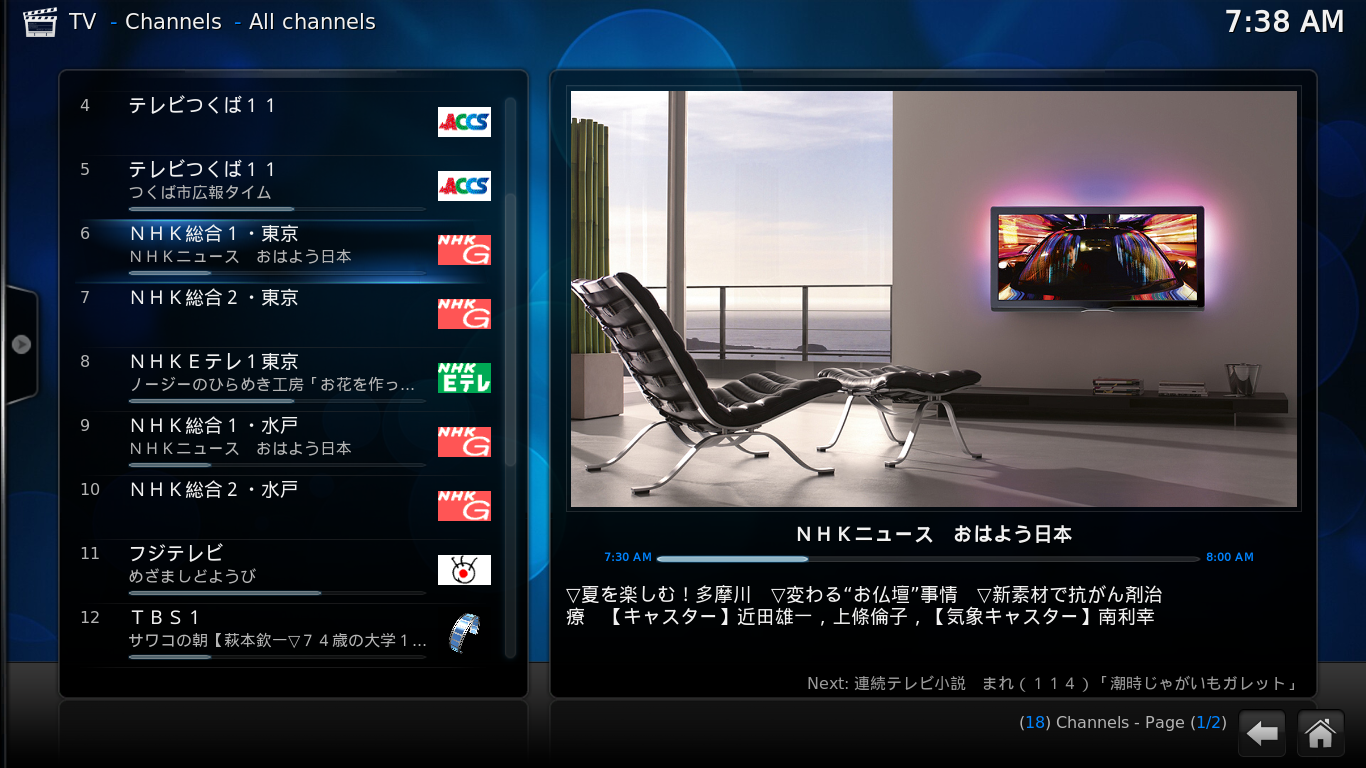 TV - Channels - All channels
7:38 AM
4 テレビつくば１１
ACCS
5 テレビつくば１１
つくば市広報タイム
ACCS
6 ＮＨＫ総合１・東京
ＮＨＫニュース　おはよう日本
NHK G
7 ＮＨＫ総合２・東京
NHK G
8 ＮＨＫＥテレ１東京
ノージーのひらめき工房「お花を作っ...
NHK Eテレ
9 ＮＨＫ総合１・水戸
ＮＨＫニュース　おはよう日本
NHK G
10 ＮＨＫ総合２・水戸
NHK G
11 フジテレビ
めざましどようび
12 ＴＢＳ１
サワコの朝【萩本欽一▽７４歳の大学１...
ＮＨＫニュース　おはよう日本
7:30 AM 8:00 AM
▽夏を楽しむ！多摩川　▽変わる“お仏壇”事情　▽新素材で抗がん剤治
療　【キャスター】近田雄一，上條倫子，【気象キャスター】南利幸
Next: 連続テレビ小説　まれ（１１４）「潮時じゃがいもガレット」
(18) Channels - Page (1/2)